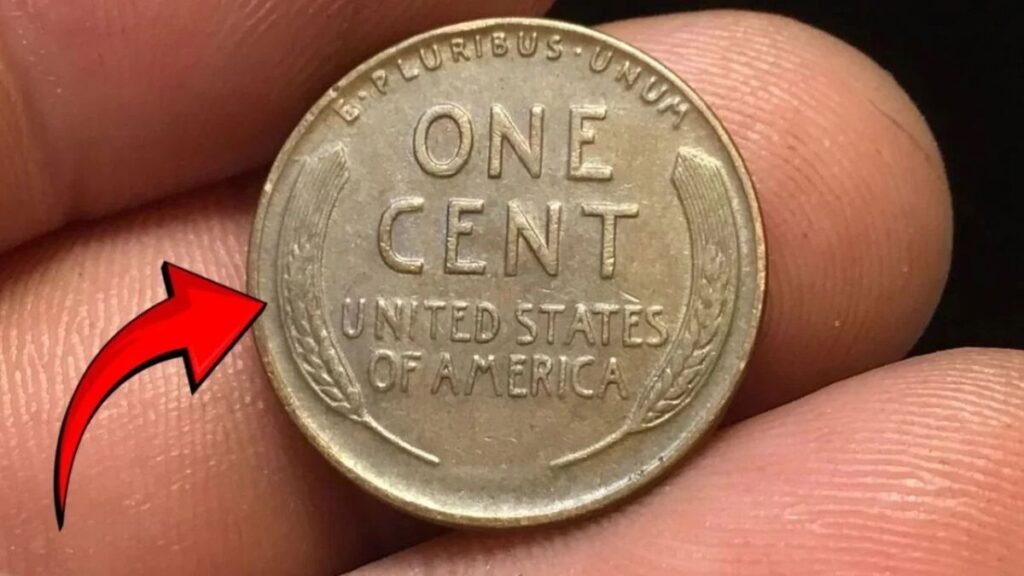 E·PLURIBUS·UNUM
ONE
CENT
UNITED STATES
OF AMERICA